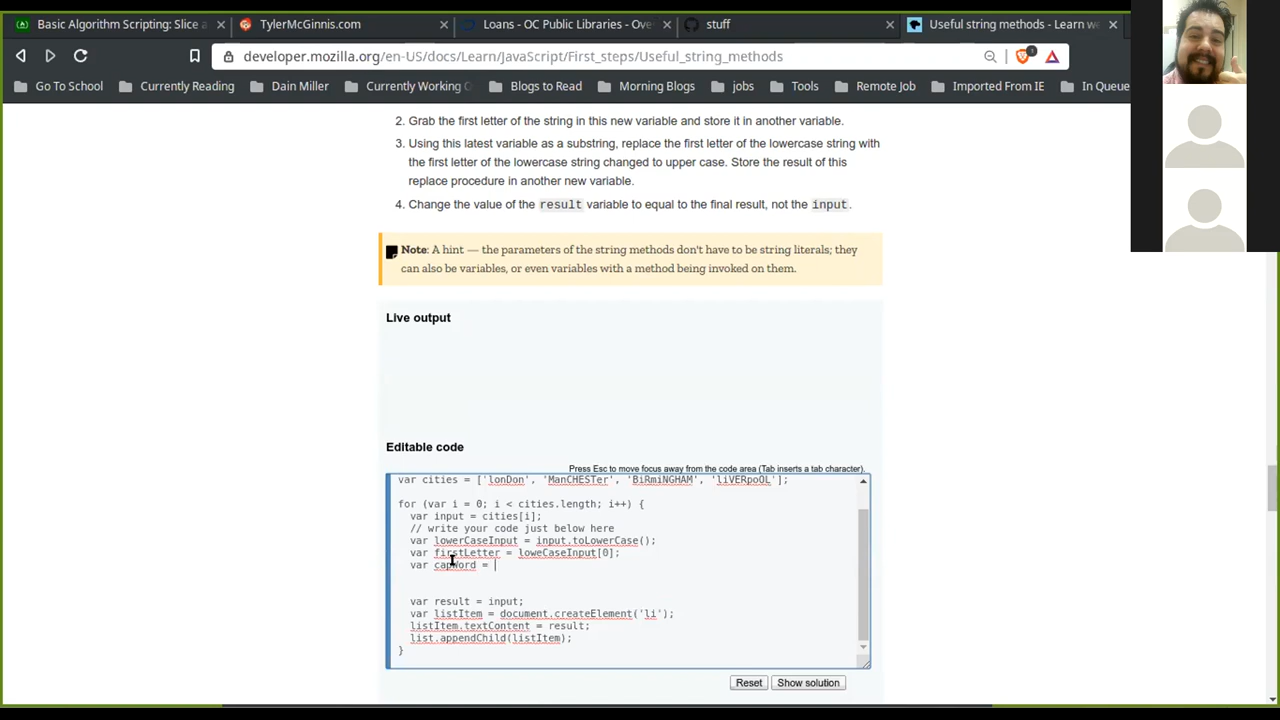 Basic Algorithm Scripting: Slice a
TylerMcGinnis.com
Loans - OC Public Libraries - Ove
stuff
Useful string methods - Learn we
developer.mozilla.org/en-US/docs/Learn/JavaScript/First_steps/Useful_string_methods
Go To School
Currently Reading
Dain Miller
Currently Working O
Blogs to Read
Morning Blogs
jobs
Tools
Remote Job
Imported From IE
In Queue
2. Grab the first letter of the string in this new variable and store it in another variable.
3. Using this latest variable as a substring, replace the first letter of the lowercase string with
the first letter of the lowercase string changed to upper case. Store the result of this
replace procedure in another new variable.
4. Change the value of the result variable to equal to the final result, not the input.
Note: A hint — the parameters of the string methods don't have to be string literals; they
can also be variables, or even variables with a method being invoked on them.
Live output
Editable code
Press Esc to move focus away from the code area (Tab inserts a tab character).
var cities = ['lonDon', 'ManCHESTer', 'BiRmiNGHAM', 'liVERpoOL'];
for (var i = 0; i < cities.length; i++) {
var input = cities[i];
// write your code just below here
var lowerCaseInput = input.toLowerCase();
var firstLetter = loweCaseInput[0];
var capWord =
var result = input;
var listItem = document.createElement('li');
listItem.textContent = result;
list.appendChild(listItem);
}
Reset
Show solution